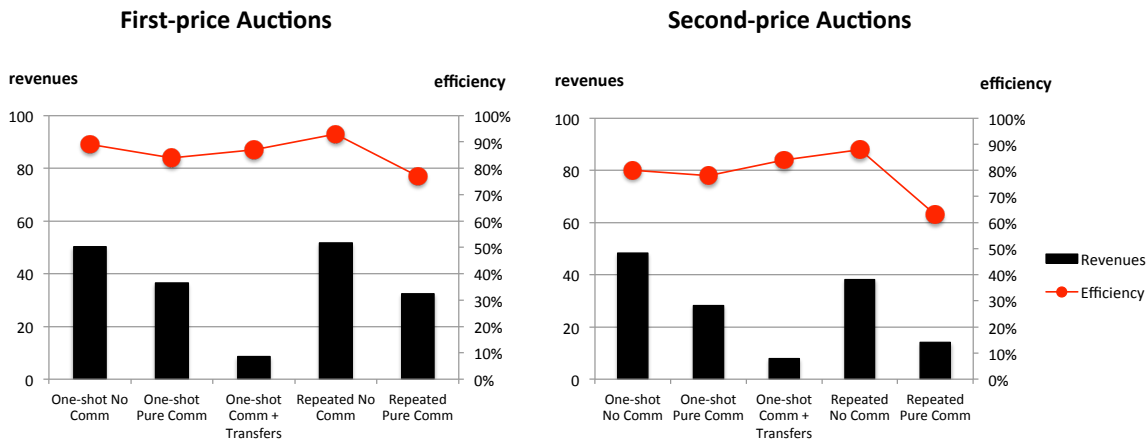 First-price Auctions
revenues
efficiency
100
80
60
40
20
0
100%
90%
80%
70%
60%
50%
40%
30%
20%
10%
0%
One-shot No
Comm
One-shot
Pure Comm
One-shot
Comm +
Transfers
Repeated No
Comm
Repeated
Pure Comm
Second-price Auctions
revenues
efficiency
100
80
60
40
20
0
100%
90%
80%
70%
60%
50%
40%
30%
20%
10%
0%
One-shot
No Comm
One-shot
Pure Comm
One-shot
Comm +
Transfers
Repeated
No Comm
Repeated
Pure Comm
Revenues
Efficiency